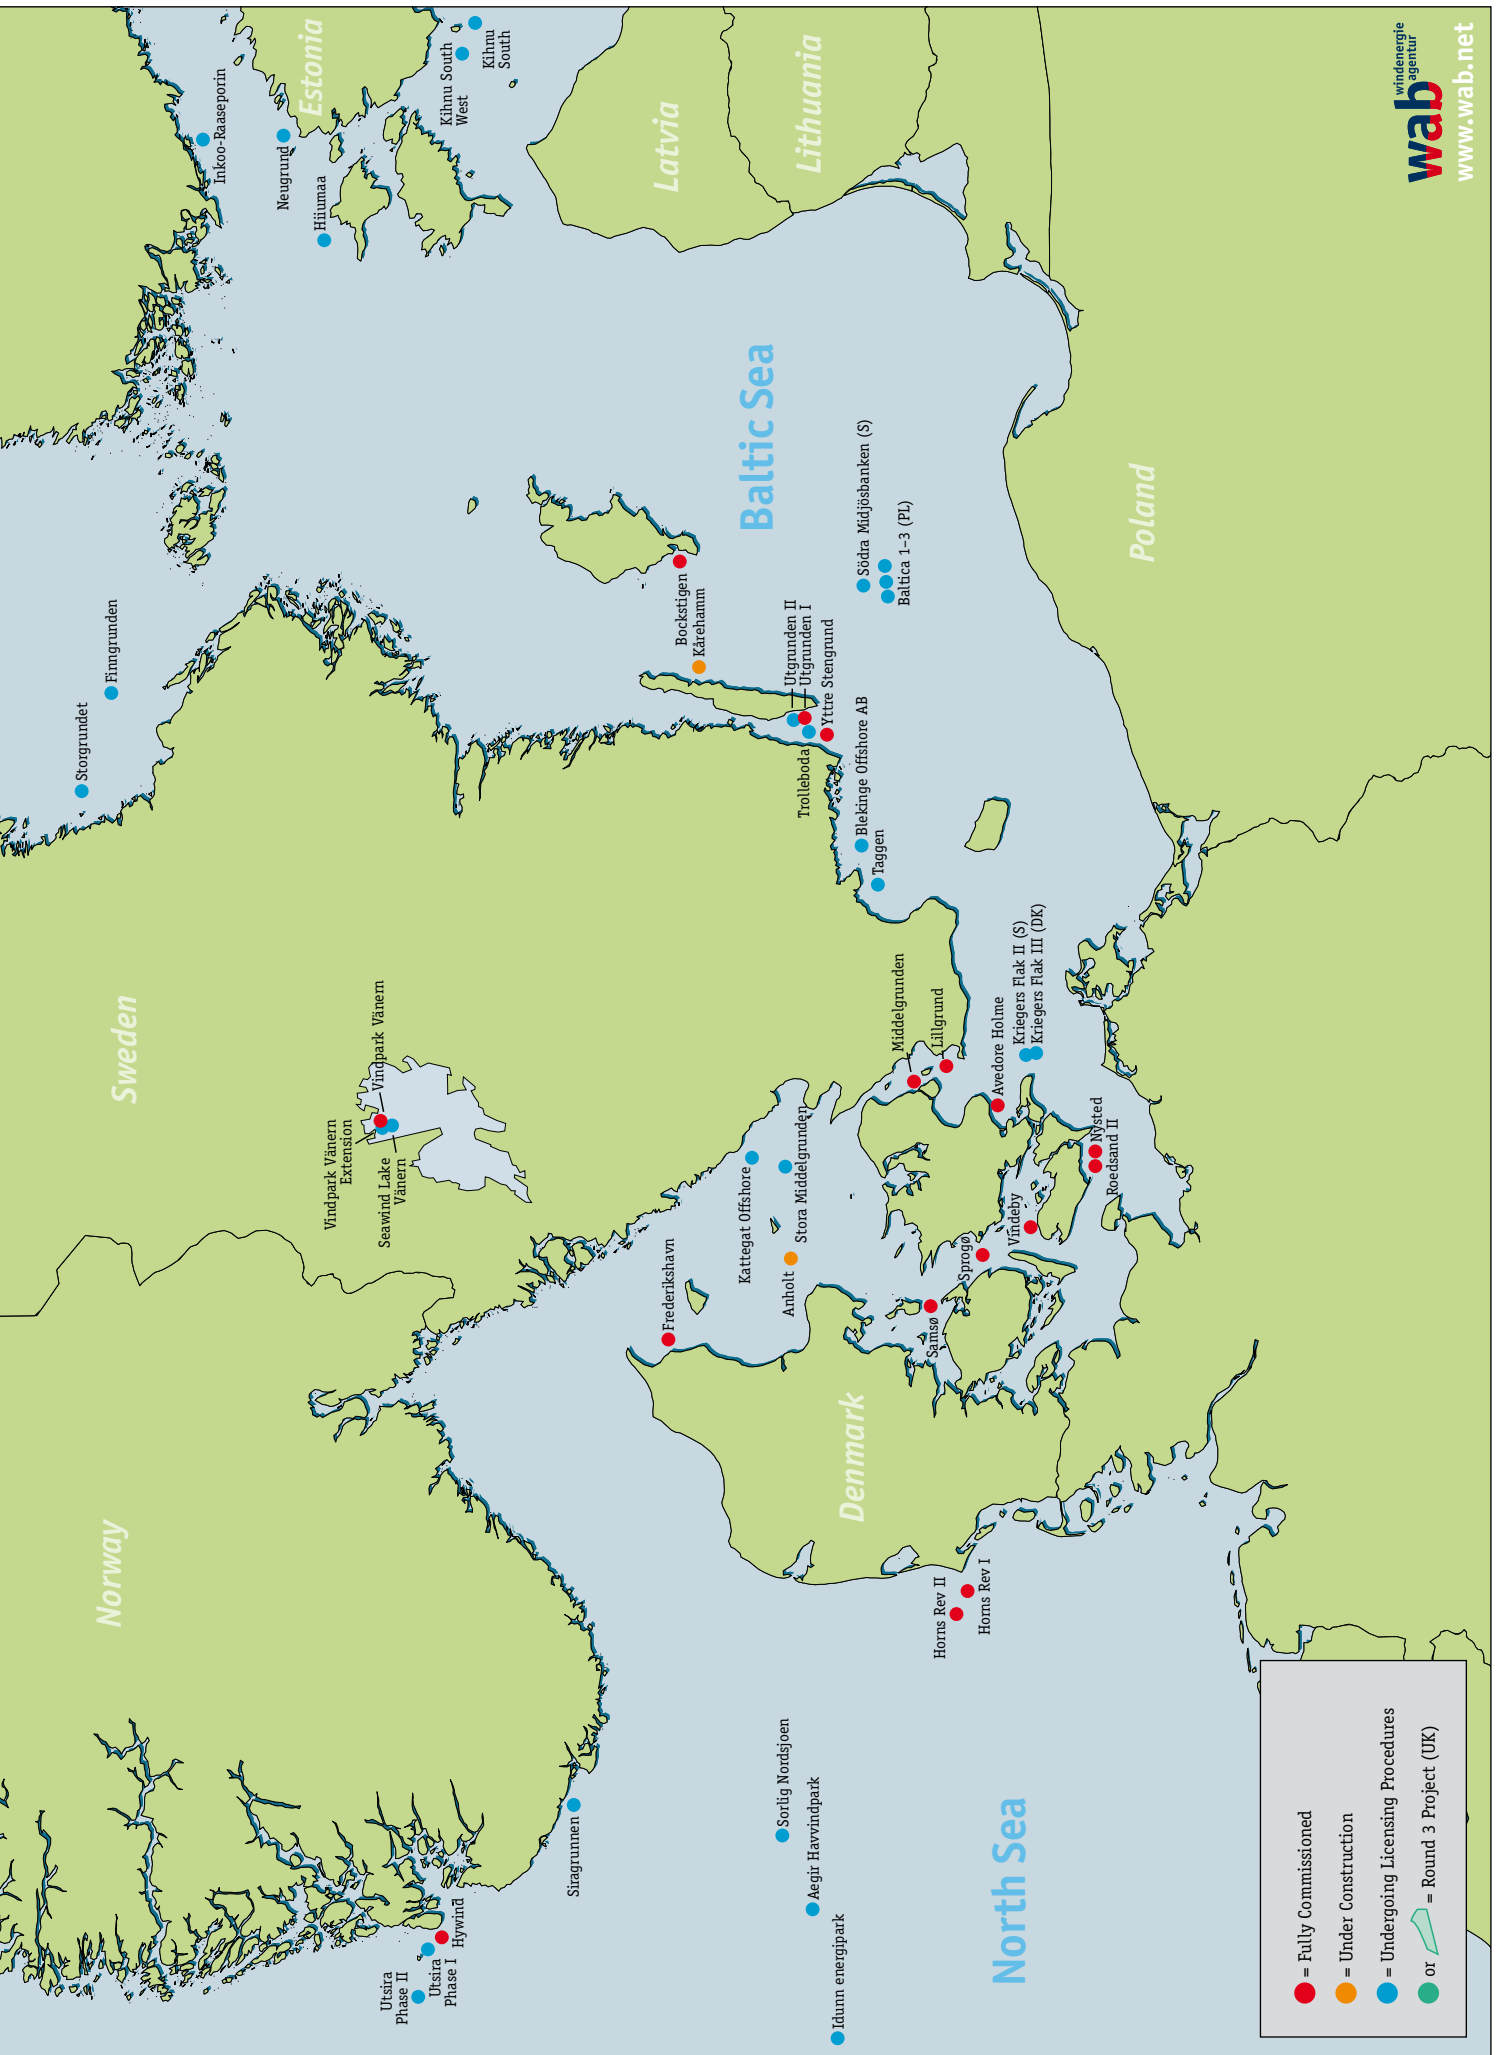 Norway
Sweden
Estonia
Latvia
Lithuania
Poland
Denmark
Baltic Sea
North Sea
Storgrundet
Finngrunden
Inkoo-Raaseporin
Neugrund
Hiiumaa
Kihnu South
West
Kihnu
South
Utsira
Phase II
Utsira
Phase I
Hywind
Siragrunnen
Vindpark Vänern
Extension
Vindpark Vänern
Seawind Lake
Vänern
Bockstigen
Kårehamm
Utgrunden II
Utgrunden I
Yttre Stengrund
Trolleboda
Blekinge Offshore AB
Taggen
Södra Midjösbanken (S)
Baltica 1–3 (PL)
Frederikshavn
Kattegat Offshore
Stora Middelgrunden
Anholt
Middelgrunden
Lillgrund
Avedore Holme
Kriegers Flak II (S)
Kriegers Flak III (DK)
Nysted
Roedsand II
Vindeby
Sprogø
Samsø
Horns Rev II
Horns Rev I
Sorlig Nordsjoen
Aegir Havvindpark
Idunn energipark
= Fully Commissioned
= Under Construction
= Undergoing Licensing Procedures
or = Round 3 Project (UK)
wab windenergie
agentur
www.wab.net